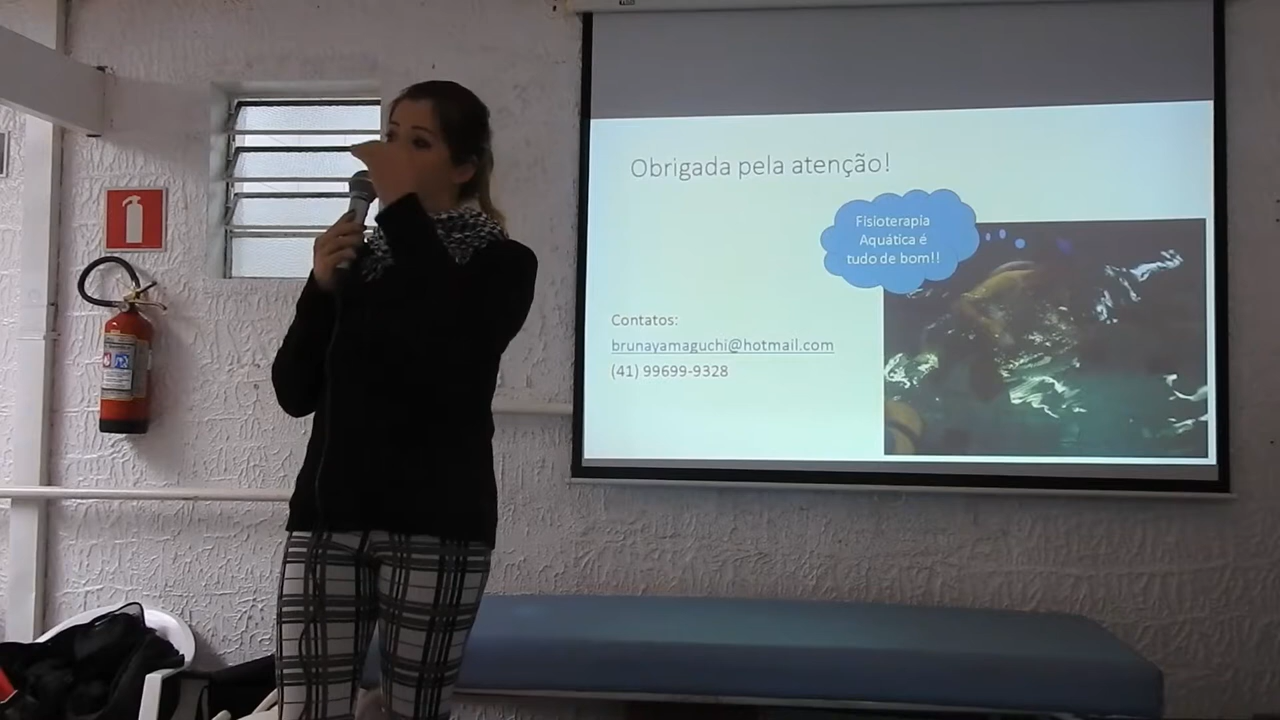 Obrigada pela atenção!
Fisioterapia
Aquática é
tudo de bom!!
Contatos:
brunayamaguchi@hotmail.com
(41) 99699-9328